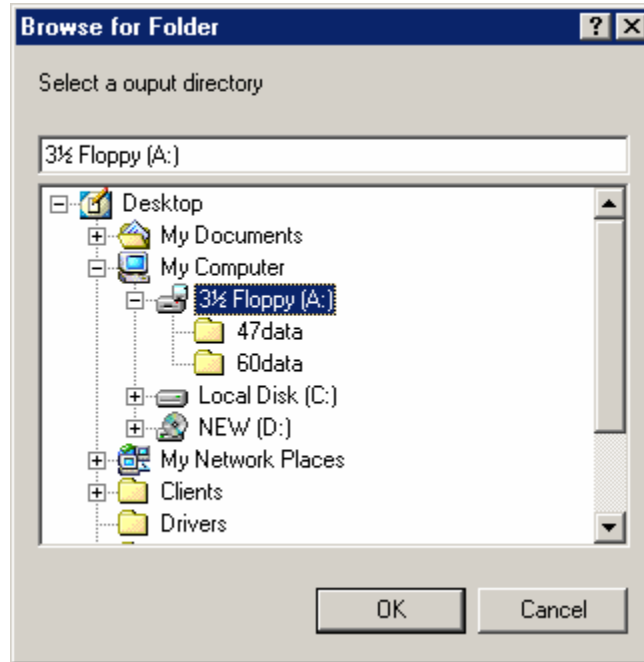 Browse for Folder
Select a ouput directory
3½ Floppy (A:)
Desktop
My Documents
My Computer
3½ Floppy (A:)
47data
60data
Local Disk (C:)
NEW (D:)
My Network Places
Clients
Drivers
OK Cancel